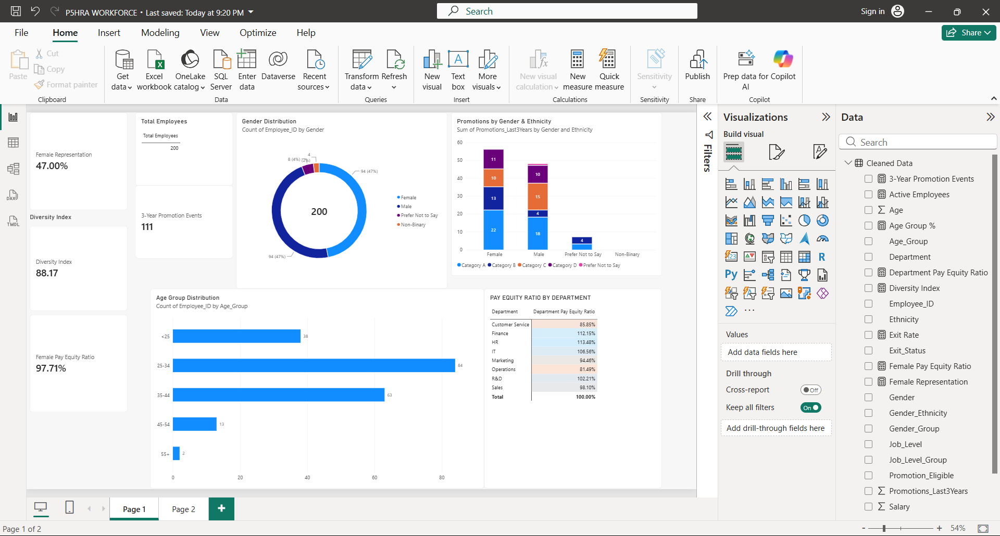 P5HRA WORKFORCE • Last saved: Today at 9:20 PM
Search
Sign in
File
Home
Insert
Modeling
View
Optimize
Help
Share
Paste
Cut
Copy
Format painter
Clipboard
Get data
Excel workbook
OneLake catalog
SQL Server
Enter data
Dataverse
Recent sources
Data
Transform data
Refresh
Queries
New visual
Text box
More visuals
Insert
New visual calculation
New measure
Quick measure
Calculations
Sensitivity
Sensitivity
Publish
Share
Prep data for AI
Copilot
Copilot
DAX
TMDL
Female Representation
47.00%
Diversity Index
Diversity Index
88.17
Female Pay Equity Ratio
97.71%
Total Employees
Total Employees
200
3-Year Promotion Events
111
Gender Distribution
Count of Employee_ID by Gender
4
8 (4%) (2%)
94 (47%)
200
94 (47%)
Female
Male
Prefer Not to Say
Non-Binary
Promotions by Gender & Ethnicity
Sum of Promotions_Last3Years by Gender and Ethnicity
60
50
40
30
20
10
0
11
10
13
22
10
15
4
18
4
Female
Male
Prefer Not to Say
Non-Binary
Category A
Category B
Category C
Category D
Prefer Not to Say
Age Group Distribution
Count of Employee_ID by Age_Group
<25
38
25-34
84
35-44
63
45-54
13
55+
2
0
20
40
60
80
PAY EQUITY RATIO BY DEPARTMENT
Department Department Pay Equity Ratio
Customer Service 85.85%
Finance 112.15%
HR 113.48%
IT 106.56%
Marketing 94.46%
Operations 81.49%
R&D 102.21%
Sales 98.10%
Total 100.00%
Filters
Visualizations
Build visual
123
R
Py
Values
Add data fields here
Drill through
Cross-report
Off
Keep all filters
On
Add drill-through fields here
Data
Search
Cleaned Data
3-Year Promotion Events
Active Employees
Age
Age Group %
Age_Group
Department
Department Pay Equity Ratio
Diversity Index
Employee_ID
Ethnicity
Exit Rate
Exit_Status
Female Pay Equity Ratio
Female Representation
Gender
Gender_Ethnicity
Gender_Group
Job_Level
Job_Level_Group
Promotion_Eligible
Promotions_Last3Years
Salary
Page 1
Page 2
Page 1 of 2
54%